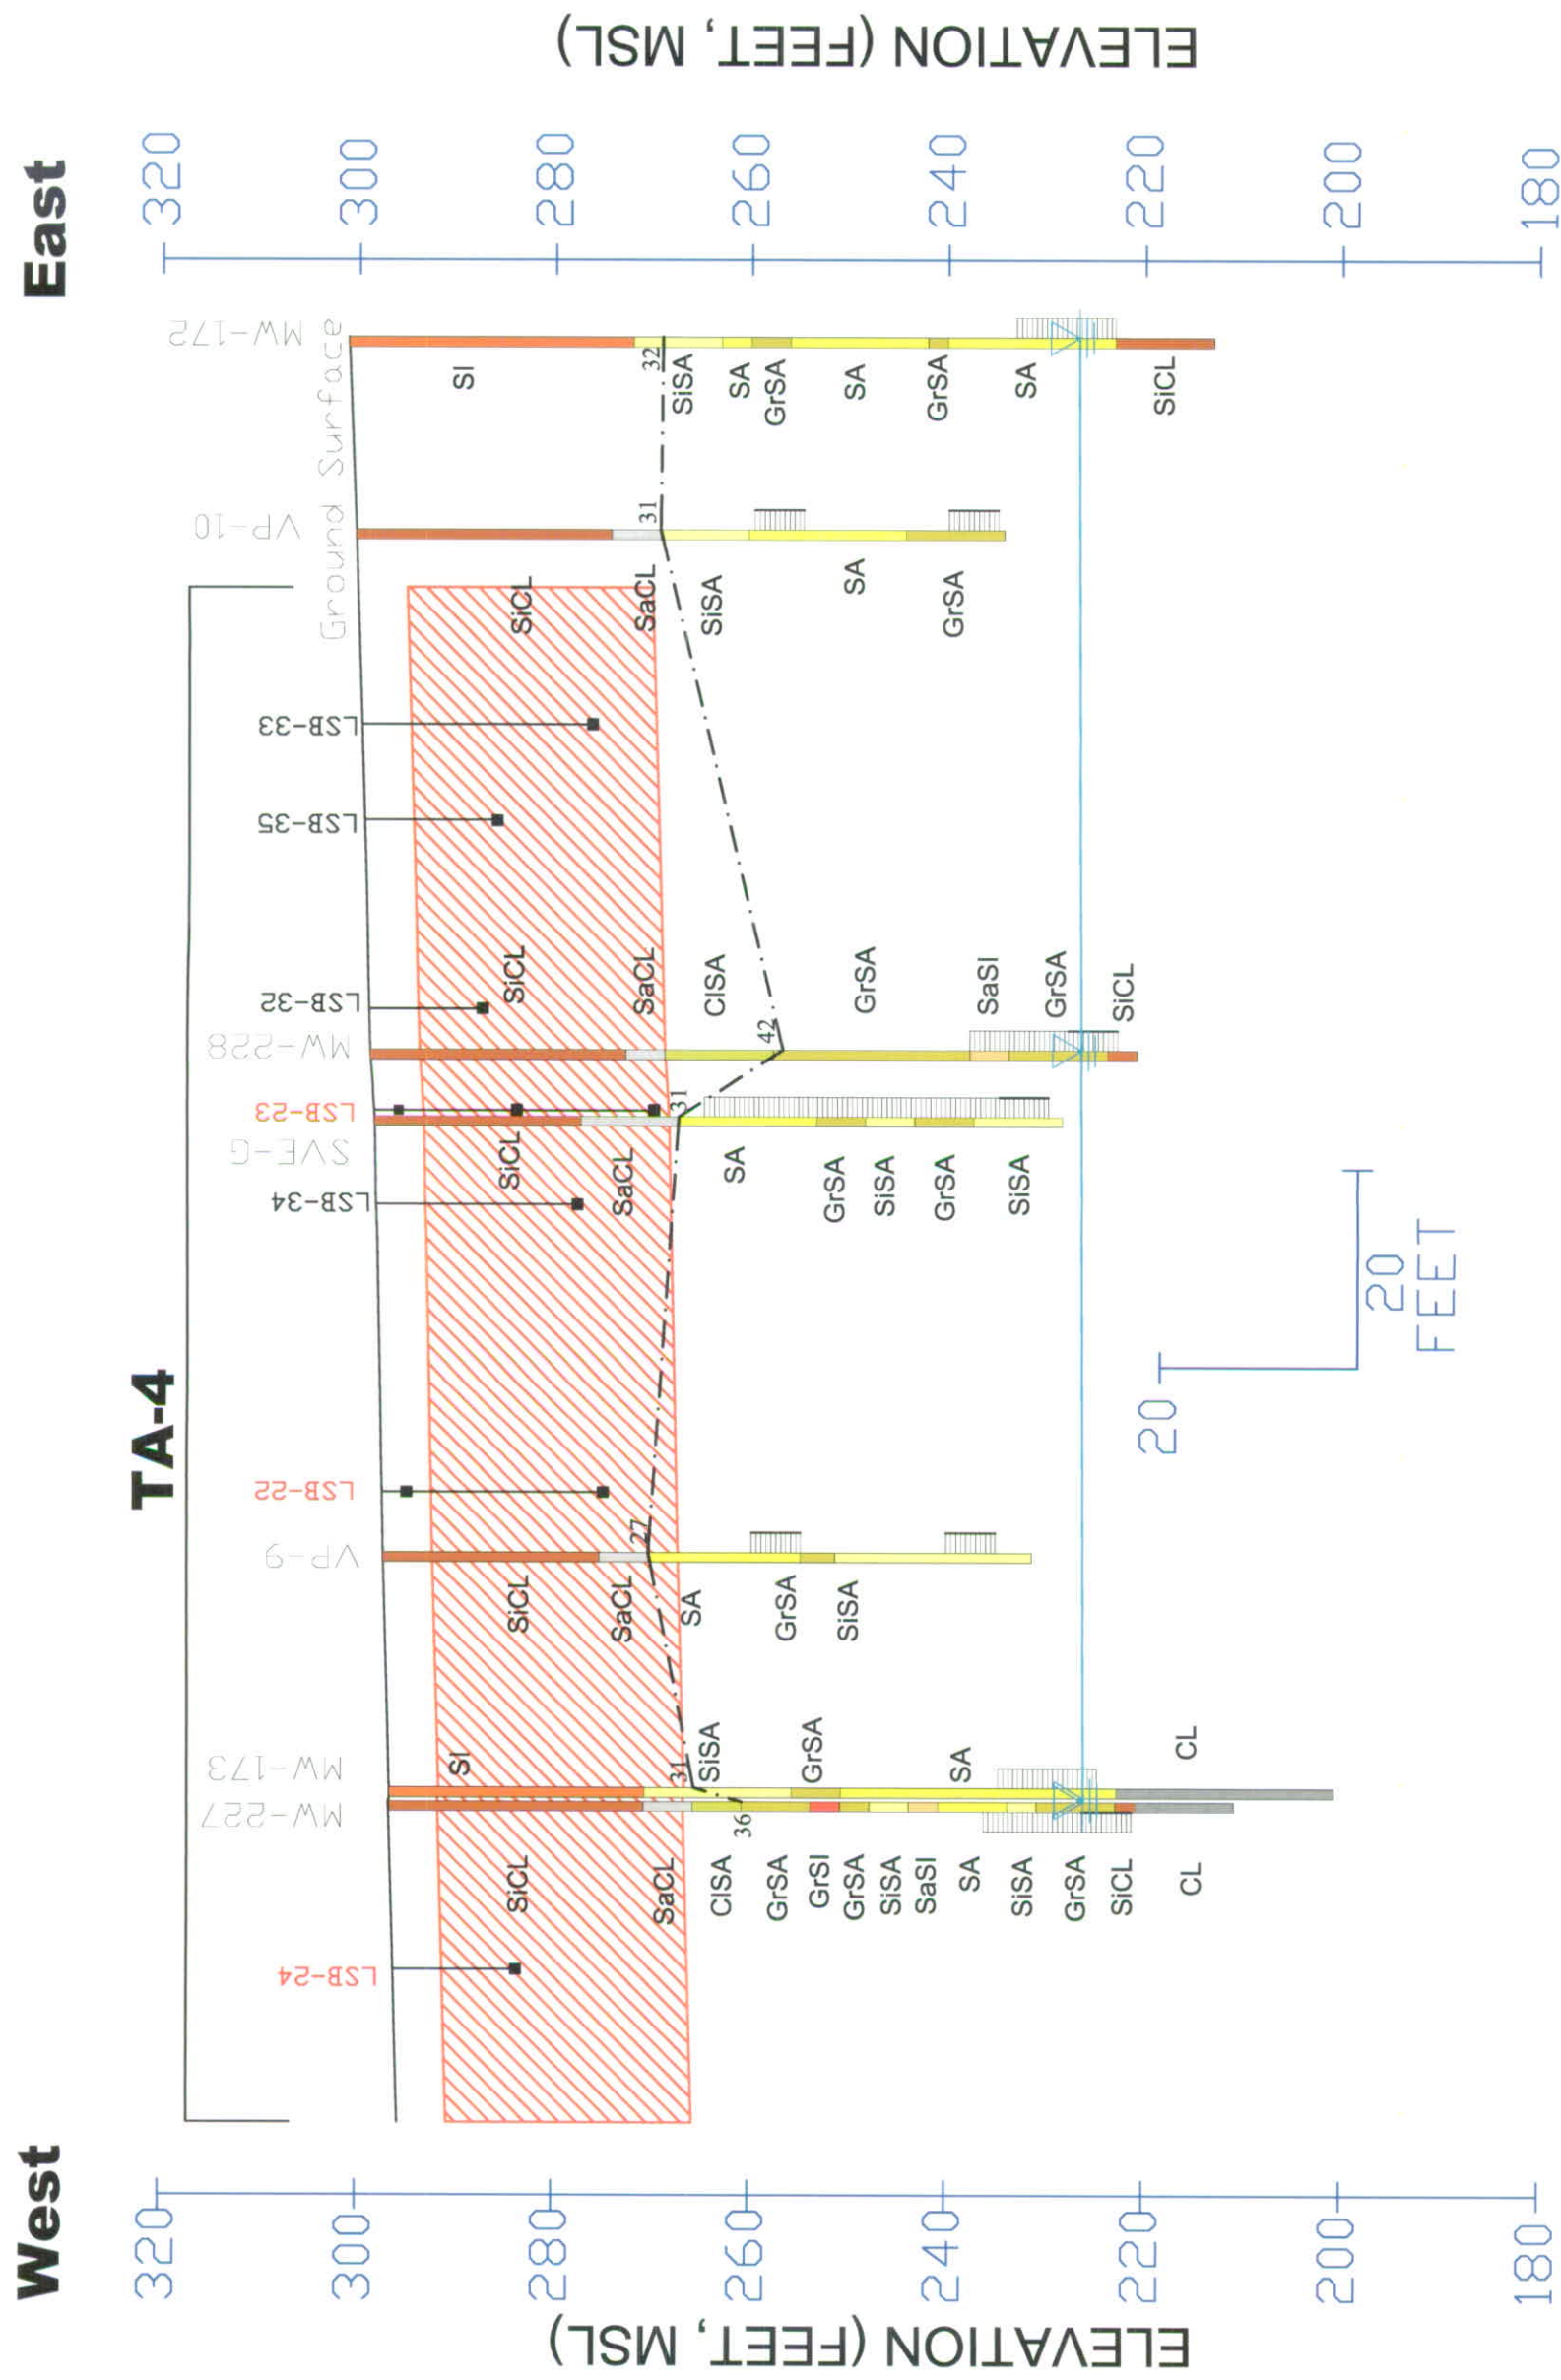 West
East
TA-4
ELEVATION (FEET, MSL)
320
300
280
260
240
220
200
180
LSB-24
MW-227
MW-173
VP-9
LSB-22
LSB-34
SVE-G
LSB-23
MW-228
LSB-32
LSB-35
LSB-33
VP-10
MW-172
Ground Surface
SiCL
SaCL
36
ClSA
GrSA
GrSI
GrSA
SiSA
SaSI
SA
SiSA
GrSA
SiCL
CL
SI
31
SiSA
GrSA
SA
CL
SiCL
SaCL
27
SA
GrSA
SiSA
SiCL
SaCL
31
SA
GrSA
SiSA
GrSA
SiSA
SiCL
SaCL
42
ClSA
GrSA
SaSI
GrSA
SiCL
SiCL
SaCL
31
SiSA
SA
GrSA
SI
32
SiSA
SA
GrSA
SA
GrSA
SA
SiCL
20
20
FEET
320
300
280
260
240
220
200
180
ELEVATION (FEET, MSL)